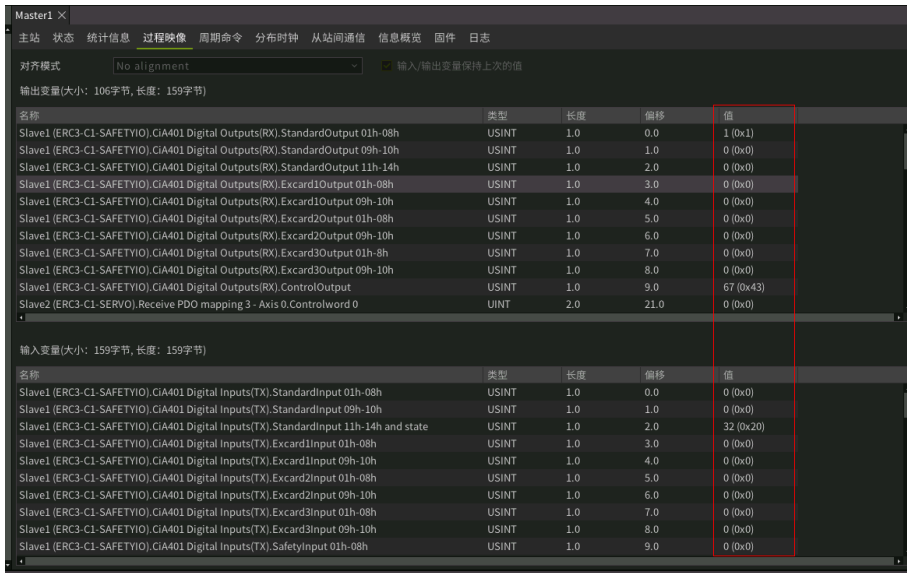 Master1 ×
主站 状态 统计信息 过程映像 周期命令 分布时钟 从站间通信 信息概览 固件 日志
对齐模式 No alignment 输入/输出变量保持上次的值
输出变量(大小: 106字节, 长度: 159字节)
名称 类型 长度 偏移 值
Slave1 (ERC3-C1-SAFETYIO).CiA401 Digital Outputs(RX).StandardOutput 01h-08h USINT 1.0 0.0 1 (0x1)
Slave1 (ERC3-C1-SAFETYIO).CiA401 Digital Outputs(RX).StandardOutput 09h-10h USINT 1.0 1.0 0 (0x0)
Slave1 (ERC3-C1-SAFETYIO).CiA401 Digital Outputs(RX).StandardOutput 11h-14h USINT 1.0 2.0 0 (0x0)
Slave1 (ERC3-C1-SAFETYIO).CiA401 Digital Outputs(RX).Excard1Output 01h-08h USINT 1.0 3.0 0 (0x0)
Slave1 (ERC3-C1-SAFETYIO).CiA401 Digital Outputs(RX).Excard1Output 09h-10h USINT 1.0 4.0 0 (0x0)
Slave1 (ERC3-C1-SAFETYIO).CiA401 Digital Outputs(RX).Excard2Output 01h-08h USINT 1.0 5.0 0 (0x0)
Slave1 (ERC3-C1-SAFETYIO).CiA401 Digital Outputs(RX).Excard2Output 09h-10h USINT 1.0 6.0 0 (0x0)
Slave1 (ERC3-C1-SAFETYIO).CiA401 Digital Outputs(RX).Excard3Output 01h-8h USINT 1.0 7.0 0 (0x0)
Slave1 (ERC3-C1-SAFETYIO).CiA401 Digital Outputs(RX).Excard3Output 09h-10h USINT 1.0 8.0 0 (0x0)
Slave1 (ERC3-C1-SAFETYIO).CiA401 Digital Outputs(RX).ControlOutput USINT 1.0 9.0 67 (0x43)
Slave2 (ERC3-C1-SERVO).Receive PDO mapping 3 - Axis 0.Controlword 0 UINT 2.0 21.0 0 (0x0)
输入变量(大小: 159字节, 长度: 159字节)
名称 类型 长度 偏移 值
Slave1 (ERC3-C1-SAFETYIO).CiA401 Digital Inputs(TX).StandardInput 01h-08h USINT 1.0 0.0 0 (0x0)
Slave1 (ERC3-C1-SAFETYIO).CiA401 Digital Inputs(TX).StandardInput 09h-10h USINT 1.0 1.0 0 (0x0)
Slave1 (ERC3-C1-SAFETYIO).CiA401 Digital Inputs(TX).StandardInput 11h-14h and state USINT 1.0 2.0 32 (0x20)
Slave1 (ERC3-C1-SAFETYIO).CiA401 Digital Inputs(TX).Excard1Input 01h-08h USINT 1.0 3.0 0 (0x0)
Slave1 (ERC3-C1-SAFETYIO).CiA401 Digital Inputs(TX).Excard1Input 09h-10h USINT 1.0 4.0 0 (0x0)
Slave1 (ERC3-C1-SAFETYIO).CiA401 Digital Inputs(TX).Excard2Input 01h-08h USINT 1.0 5.0 0 (0x0)
Slave1 (ERC3-C1-SAFETYIO).CiA401 Digital Inputs(TX).Excard2Input 09h-10h USINT 1.0 6.0 0 (0x0)
Slave1 (ERC3-C1-SAFETYIO).CiA401 Digital Inputs(TX).Excard3Input 01h-08h USINT 1.0 7.0 0 (0x0)
Slave1 (ERC3-C1-SAFETYIO).CiA401 Digital Inputs(TX).Excard3Input 09h-10h USINT 1.0 8.0 0 (0x0)
Slave1 (ERC3-C1-SAFETYIO).CiA401 Digital Inputs(TX).SafetyInput 01h-08h USINT 1.0 9.0 0 (0x0)